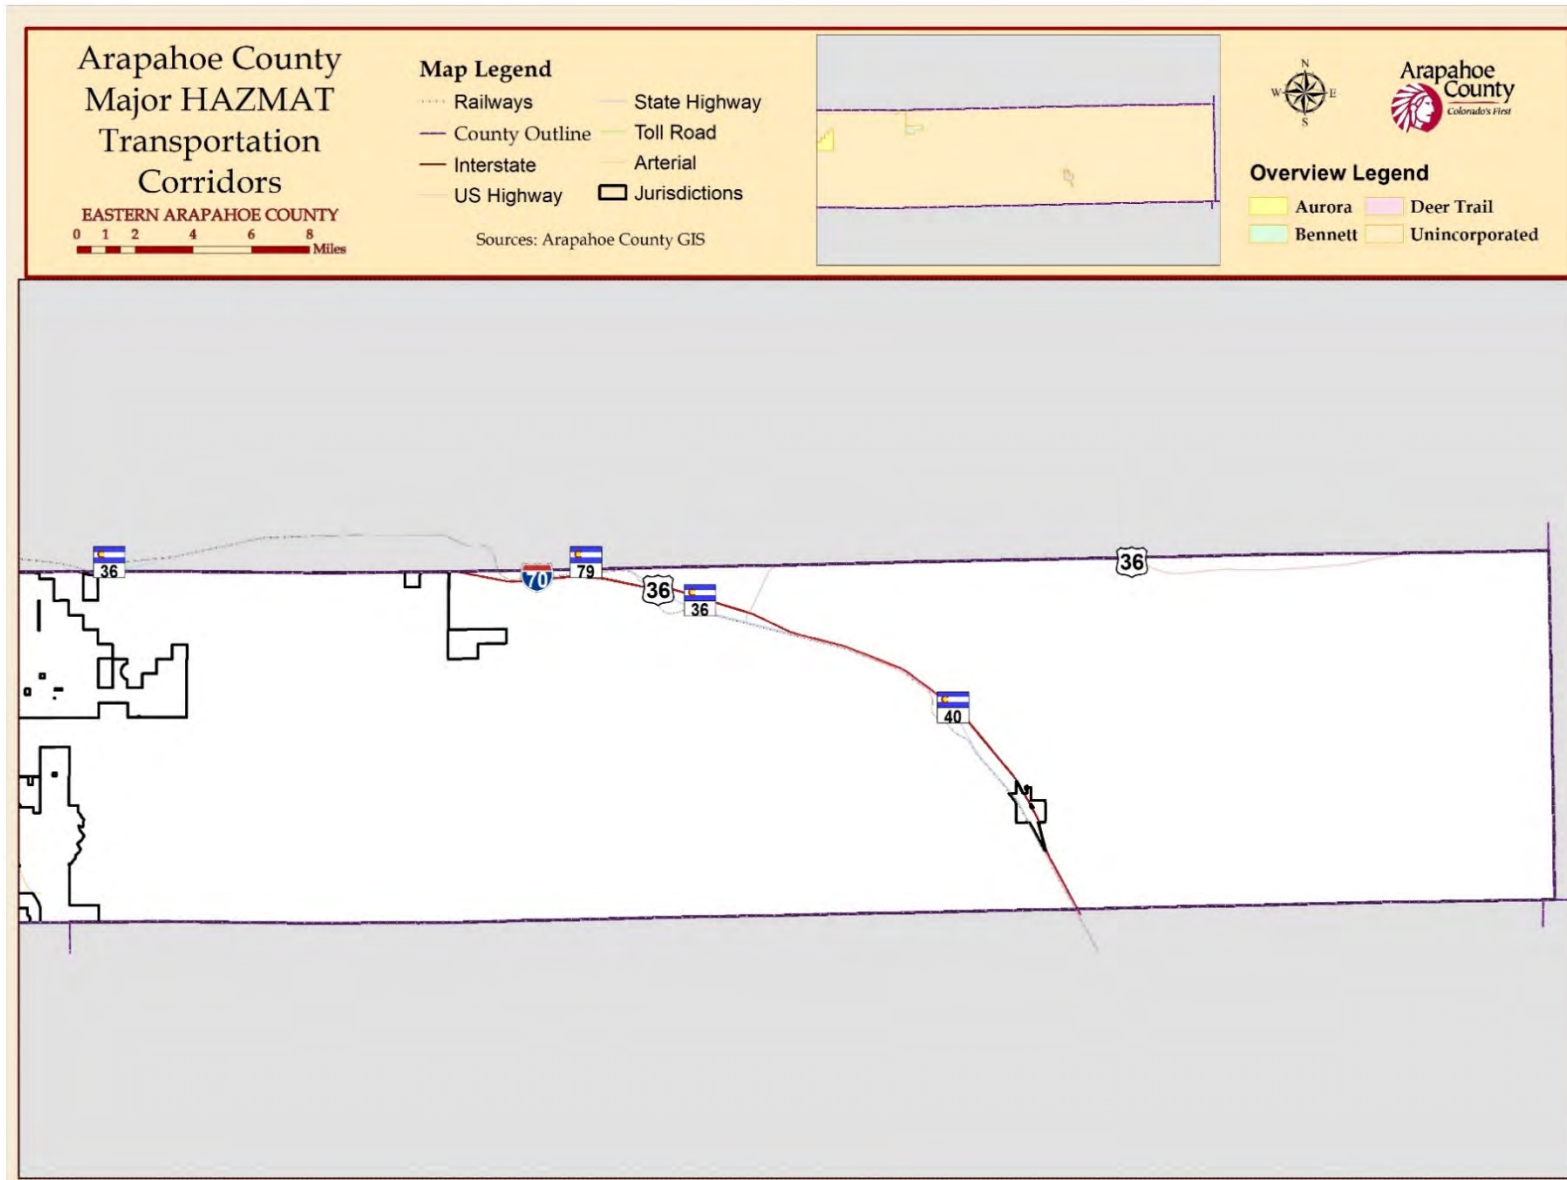 Arapahoe County
Major HAZMAT
Transportation
Corridors
EASTERN ARAPAHOE COUNTY
0 1 2 4 6 8
Miles
Map Legend
Railways
County Outline
Interstate
US Highway
State Highway
Toll Road
Arterial
Jurisdictions
Sources: Arapahoe County GIS
N
W E
S
Arapahoe
County
Colorado's First
Overview Legend
Aurora
Bennett
Deer Trail
Unincorporated
36
70
79
36
36
36
40